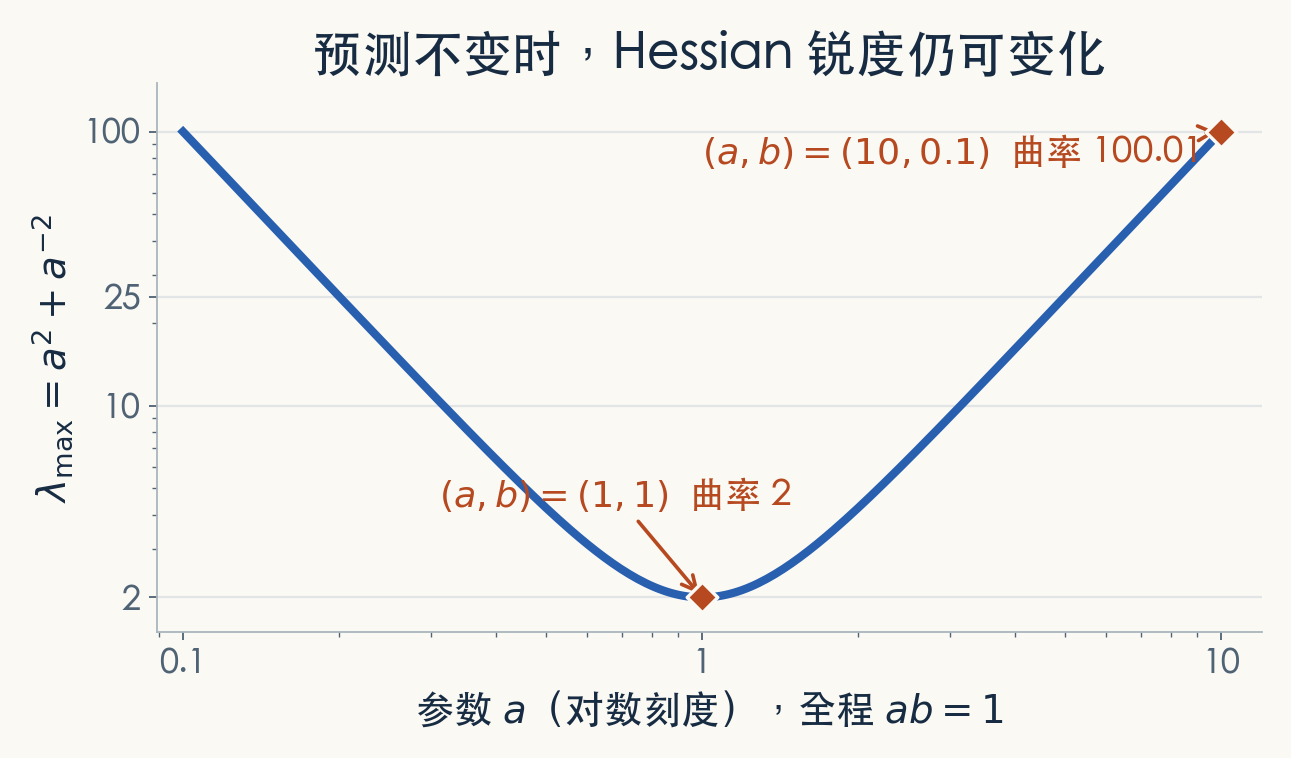 预测不变时，Hessian 锐度仍可变化
100
25
10
2
λmax = a² + a⁻²
(a, b) = (10, 0.1) 曲率 100.01
(a, b) = (1, 1) 曲率 2
0.1
1
10
参数 a（对数刻度），全程 ab = 1